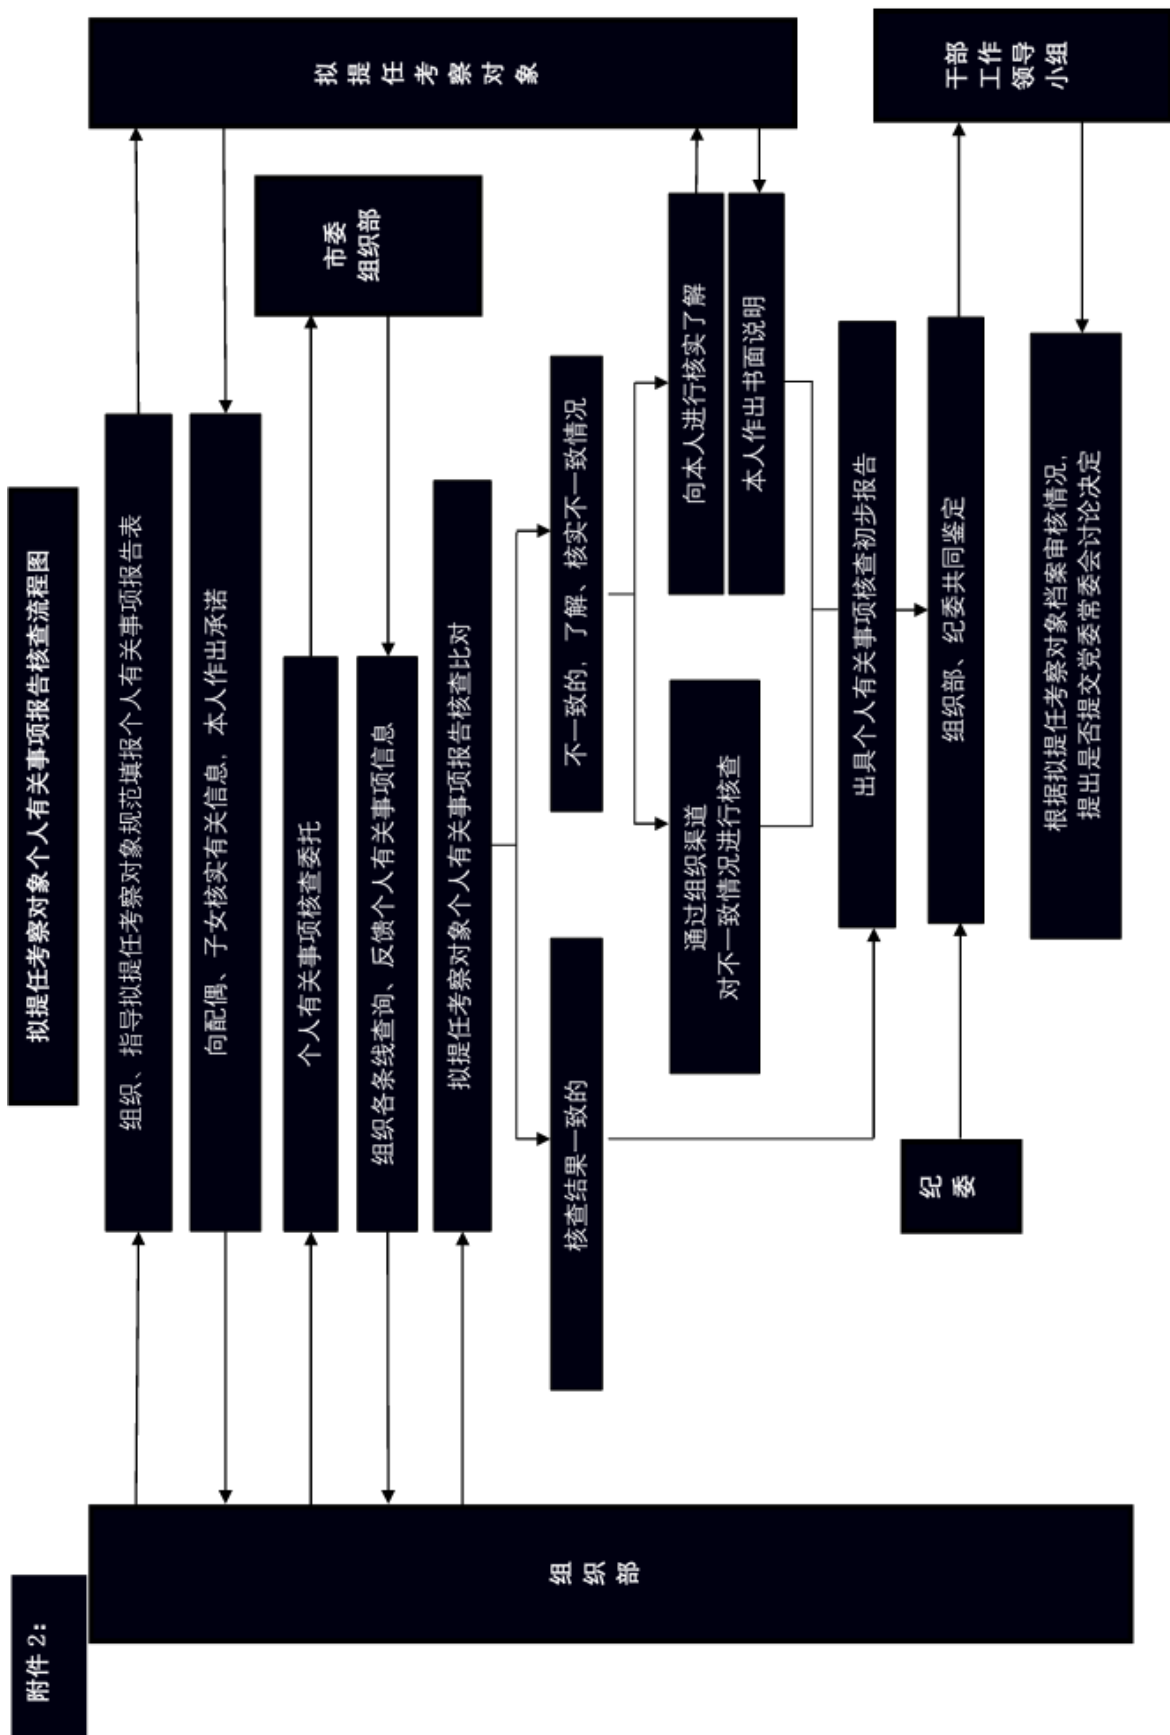 附件 2：
拟提任考察对象个人有关事项报告核查流程图
组织部
组织、指导拟提任考察对象规范填报个人有关事项报告表
拟提任考察对象
向配偶、子女核实有关信息，本人作出承诺
个人有关事项核查委托
市委
组织部
组织各条线查询、反馈个人有关事项信息
拟提任考察对象个人有关事项报告核查比对
核查结果一致的
不一致的，了解、核实不一致情况
通过组织渠道
对不一致情况进行核查
向本人进行核实了解
本人作出书面说明
出具个人有关事项核查初步报告
纪委
组织部、纪委共同鉴定
干部
工作
领导
小组
根据拟提任考察对象档案审核情况，
提出是否提交党委常委会讨论决定